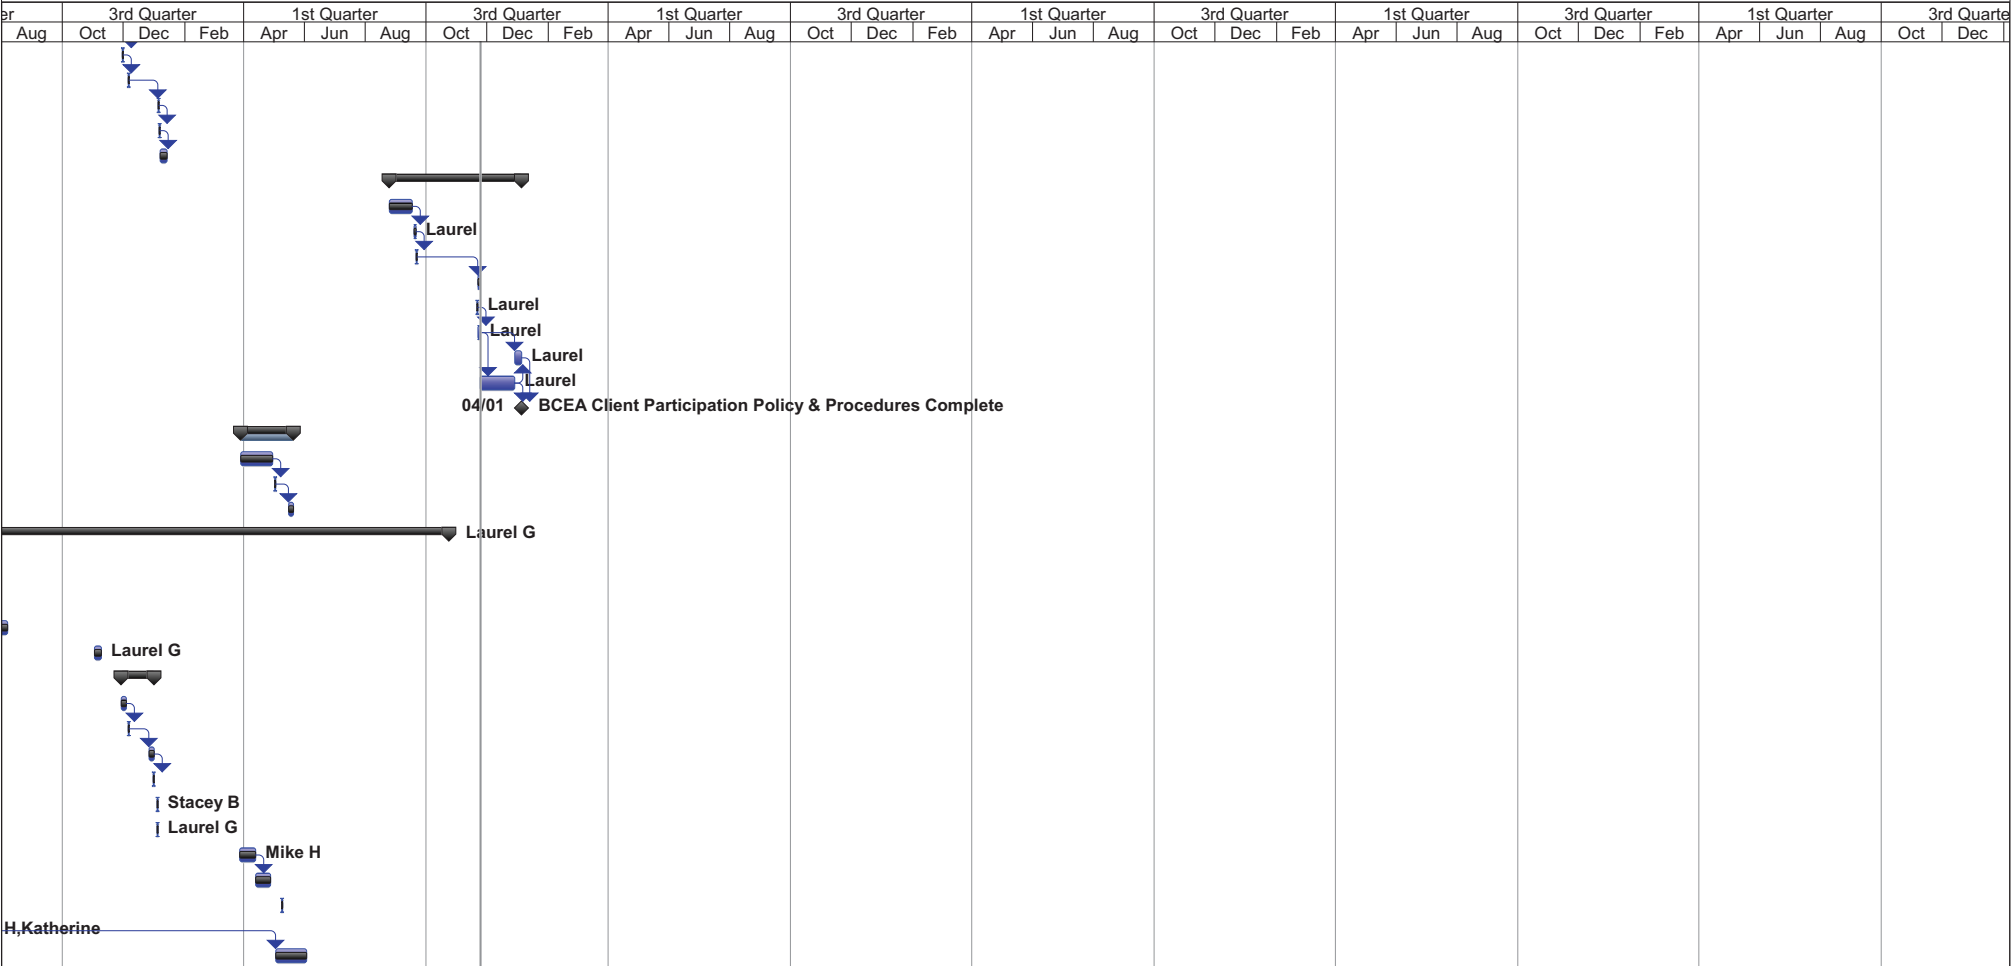 er 3rd Quarter 1st Quarter 3rd Quarter 1st Quarter 3rd Quarter 1st Quarter 3rd Quarter 1st Quarter 3rd Quarter 1st Quarter 3rd Quarte
Aug Oct Dec Feb Apr Jun Aug Oct Dec Feb Apr Jun Aug Oct Dec Feb Apr Jun Aug Oct Dec Feb Apr Jun Aug Oct Dec Feb Apr Jun Aug Oct Dec
Laurel
Laurel
Laurel
Laurel
Laurel
04/01 BCEA Client Participation Policy & Procedures Complete
Laurel G
Laurel G
Stacey B
Laurel G
Mike H
H,Katherine